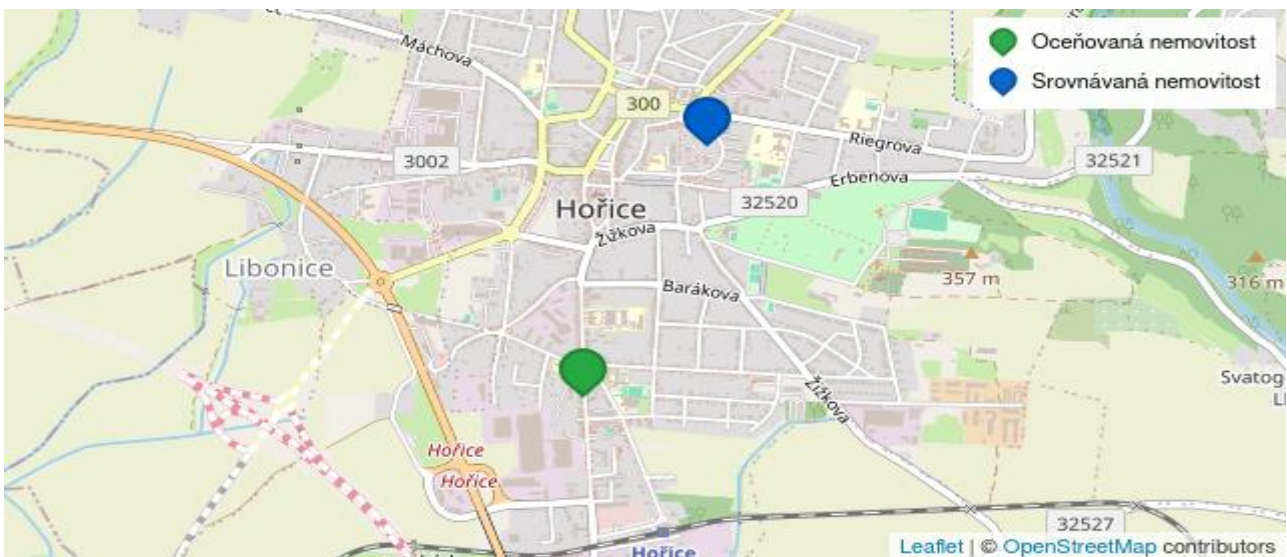 Oceňovaná nemovitost
Srovnávaná nemovitost
Máchova
300
Riegrova
3002
32521
Erbenova
32520
Hořice
Žižkova
Libonice
357 m
316 m
Barákova
Svatog
Žižkova
Hořice
Hořice
32527
Hořice
Leaflet | © OpenStreetMap contributors